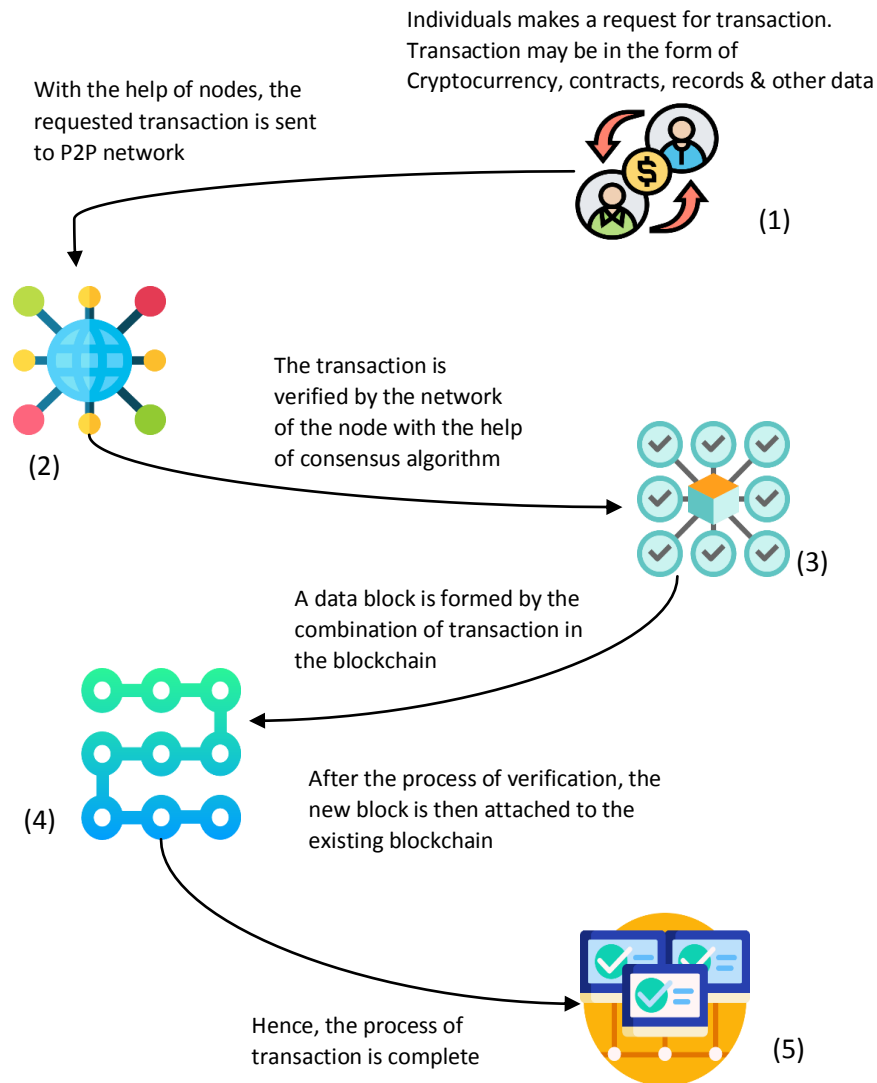 Individuals makes a request for transaction.
Transaction may be in the form of
Cryptocurrency, contracts, records & other data
(1)
With the help of nodes, the
requested transaction is sent
to P2P network
(2)
The transaction is
verified by the network
of the node with the help
of consensus algorithm
(3)
A data block is formed by the
combination of transaction in
the blockchain
(4)
After the process of verification, the
new block is then attached to the
existing blockchain
Hence, the process of
transaction is complete
(5)
$